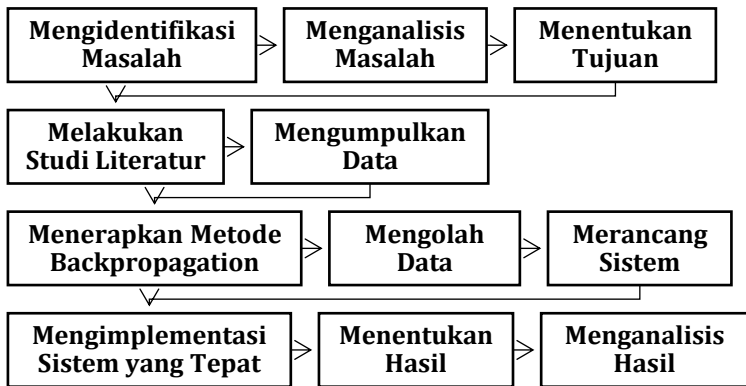 Mengidentifikasi
Masalah
Menganalisis
Masalah
Menentukan
Tujuan
Melakukan
Studi Literatur
Mengumpulkan
Data
Menerapkan Metode
Backpropagation
Mengolah
Data
Merancang
Sistem
Mengimplementasi
Sistem yang Tepat
Menentukan
Hasil
Menganalisis
Hasil